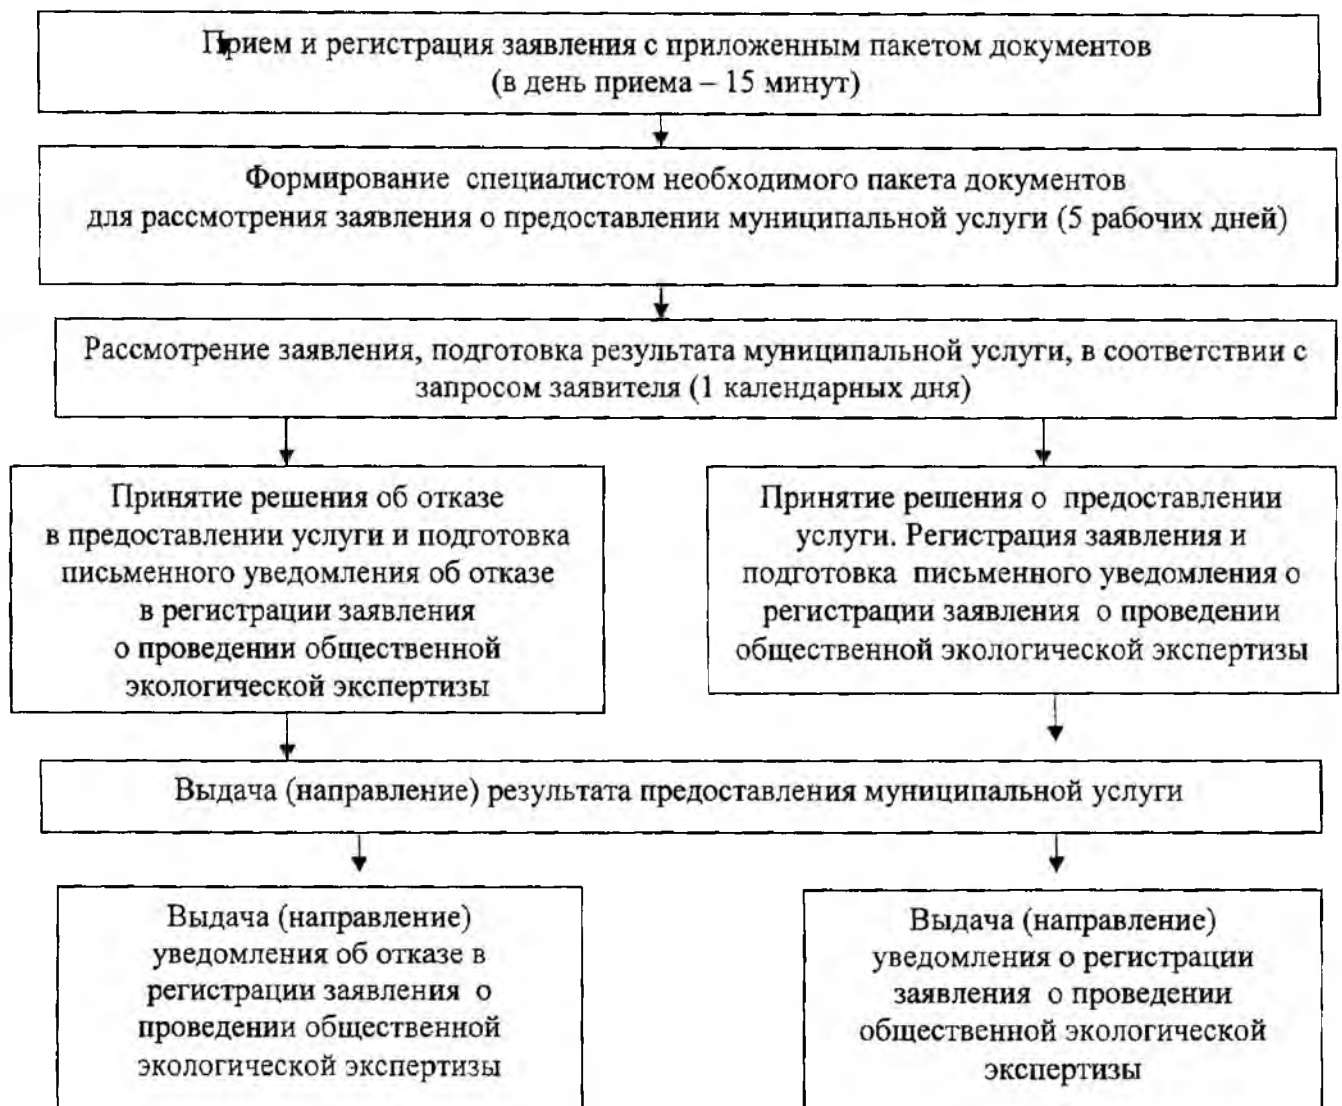 Прием и регистрация заявления с приложенным пакетом документов
(в день приема – 15 минут)
Формирование специалистом необходимого пакета документов
для рассмотрения заявления о предоставлении муниципальной услуги (5 рабочих дней)
Рассмотрение заявления, подготовка результата муниципальной услуги, в соответствии с
запросом заявителя (1 календарных дня)
Принятие решения об отказе
в предоставлении услуги и подготовка
письменного уведомления об отказе
в регистрации заявления
о проведении общественной
экологической экспертизы
Принятие решения о предоставлении
услуги. Регистрация заявления и
подготовка письменного уведомления о
регистрации заявления о проведении
общественной экологической экспертизы
Выдача (направление) результата предоставления муниципальной услуги
Выдача (направление)
уведомления об отказе в
регистрации заявления о
проведении общественной
экологической экспертизы
Выдача (направление)
уведомления о регистрации
заявления о проведении
общественной экологической
экспертизы